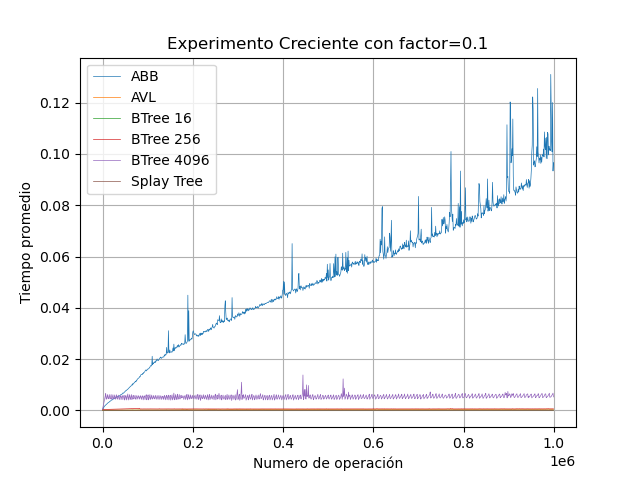 Experimento Creciente con factor=0.1
ABB
AVL
BTree 16
BTree 256
BTree 4096
Splay Tree
Tiempo promedio
0.12
0.10
0.08
0.06
0.04
0.02
0.00
0.0 0.2 0.4 0.6 0.8 1.0
1e6
Numero de operación